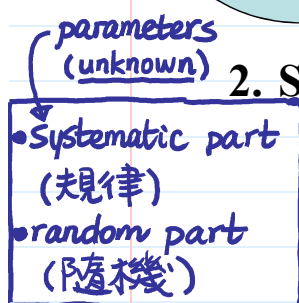 parameters
(unknown)
2. S
•systematic part
(規律)
•random part
(隨機)